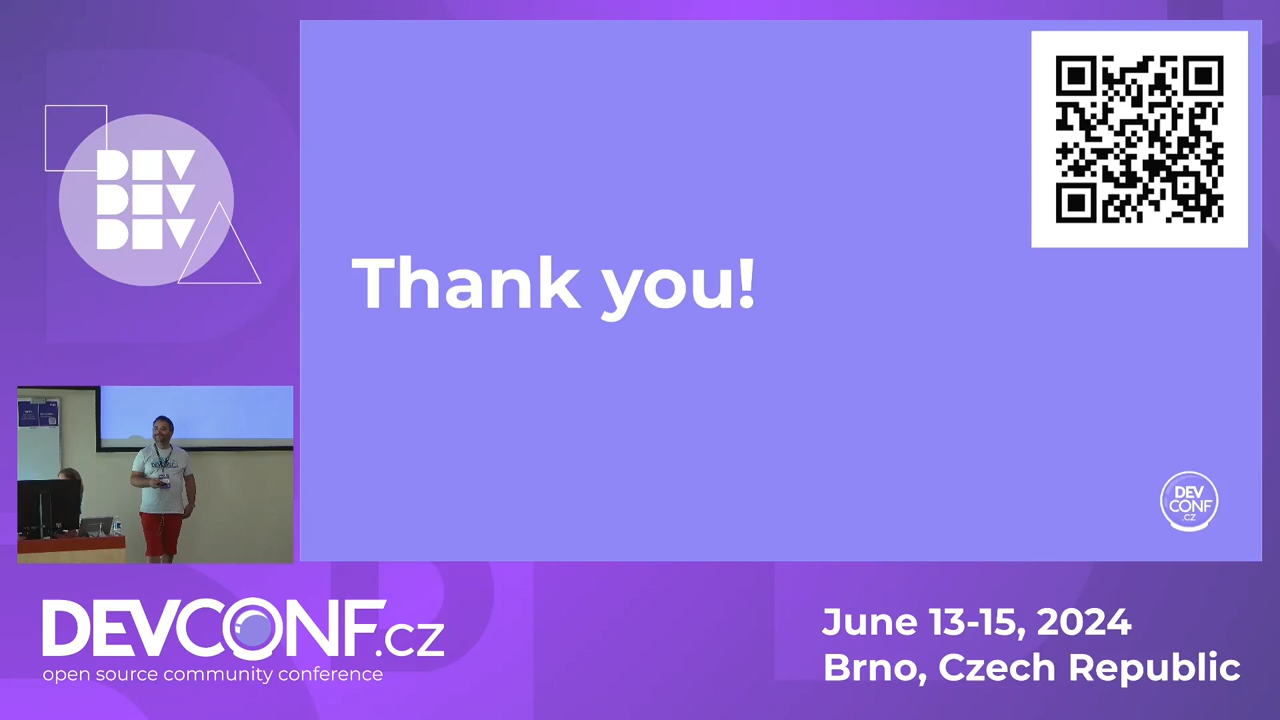 DEV
DEV
DEV
Thank you!
DEV
CONF
.CZ
DEVCONF.cz
open source community conference
June 13-15, 2024
Brno, Czech Republic